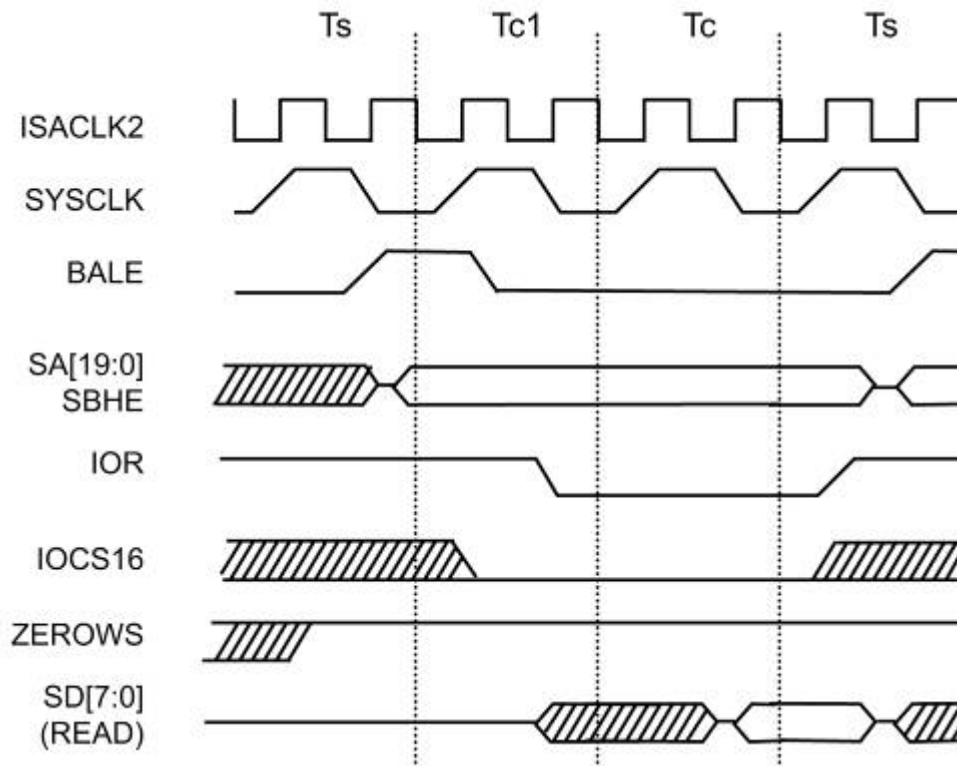 Ts Tc1 Tc Ts
ISACLK2
SYSCLK
BALE
SA[19:0]
SBHE
IOR
IOCS16
ZEROWS
SD[7:0]
(READ)